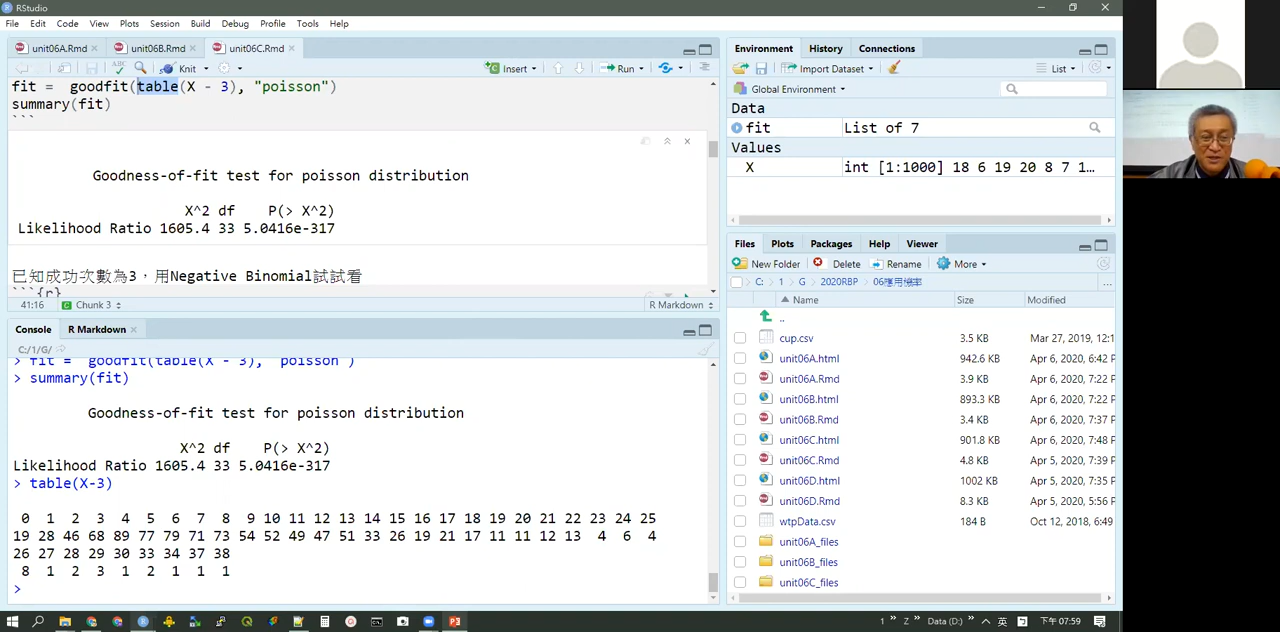 RStudio
File Edit Code View Plots Session Build Debug Profile Tools Help
unit06A.Rmd unit06B.Rmd unit06C.Rmd
Knit Insert Run
fit = goodfit(table(X - 3), "poisson")
summary(fit)
```
Goodness-of-fit test for poisson distribution
X^2 df P(> X^2)
Likelihood Ratio 1605.4 33 5.0416e-317
已知成功次數為3，用Negative Binomial試試看
```{r}
41:16 Chunk 3 R Markdown
Console R Markdown
C:/1/G/
> fit = goodfit(table(X - 3), "poisson")
> summary(fit)
Goodness-of-fit test for poisson distribution
X^2 df P(> X^2)
Likelihood Ratio 1605.4 33 5.0416e-317
> table(X-3)
0 1 2 3 4 5 6 7 8 9 10 11 12 13 14 15 16 17 18 19 20 21 22 23 24 25
19 28 46 68 89 77 79 71 73 54 52 49 47 51 33 26 19 21 17 11 11 12 13 4 6 4
26 27 28 29 30 33 34 37 38
8 1 2 3 1 2 1 1 1
>
Environment History Connections
Import Dataset List
Global Environment
Data
fit List of 7
Values
X int [1:1000] 18 6 19 20 8 7 1…
Files Plots Packages Help Viewer
New Folder Delete Rename More
C: 1 G 2020RBP 06應用機率 ...
Name Size Modified
..
cup.csv 3.5 KB Mar 27, 2019, 12:1
unit06A.html 942.6 KB Apr 6, 2020, 6:42 P
unit06A.Rmd 3.9 KB Apr 6, 2020, 7:22 P
unit06B.html 893.3 KB Apr 6, 2020, 7:22 P
unit06B.Rmd 3.4 KB Apr 6, 2020, 7:37 P
unit06C.html 901.8 KB Apr 6, 2020, 7:48 P
unit06C.Rmd 4.8 KB Apr 5, 2020, 7:39 P
unit06D.html 1002 KB Apr 5, 2020, 7:35 P
unit06D.Rmd 8.3 KB Apr 5, 2020, 5:56 P
wtpData.csv 184 B Oct 12, 2018, 6:49
unit06A_files
unit06B_files
unit06C_files
1 » Z » Data (D:) » 英 下午 07:59